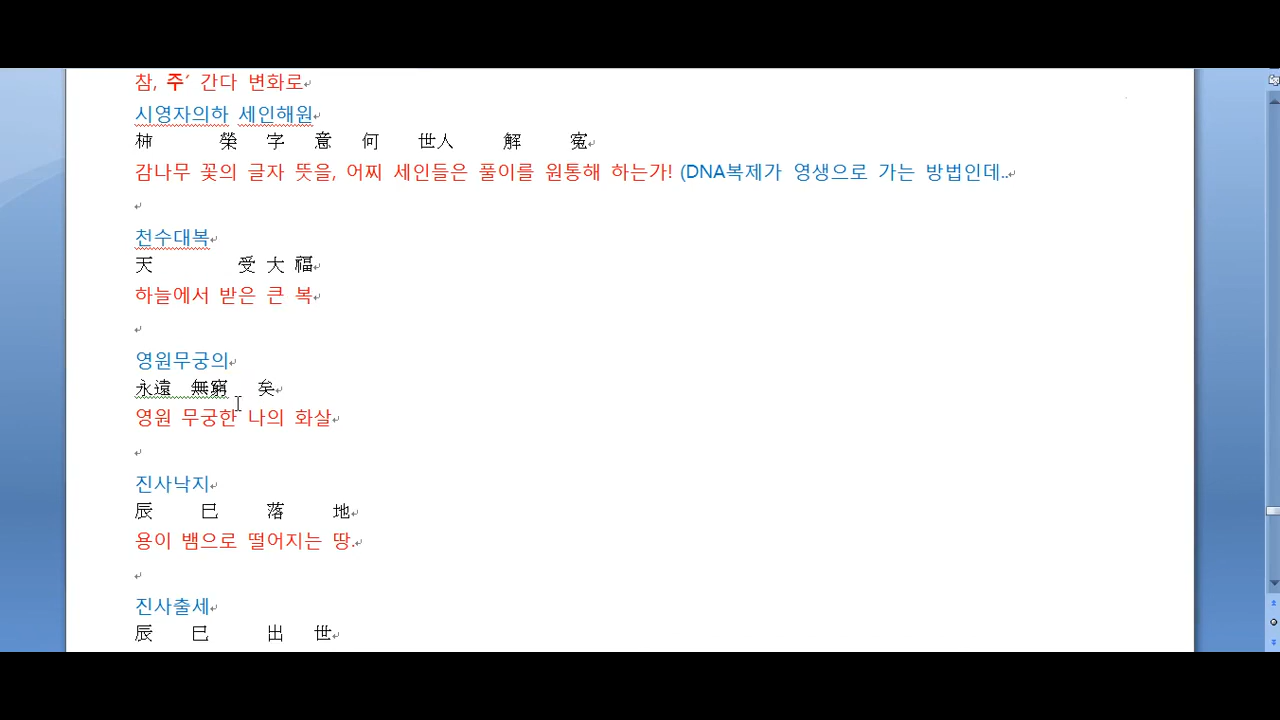 참, 주′ 간다 변화로
시영자의하 세인해원
柿 榮 字 意 何 世人 解 寃
감나무 꽃의 글자 뜻을, 어찌 세인들은 풀이를 원통해 하는가! (DNA복제가 영생으로 가는 방법인데..
천수대복
天 受 大 福
하늘에서 받은 큰 복
영원무궁의
永遠 無窮 矣
영원 무궁한 나의 화살
진사낙지
辰 巳 落 地
용이 뱀으로 떨어지는 땅.
진사출세
辰 巳 出 世